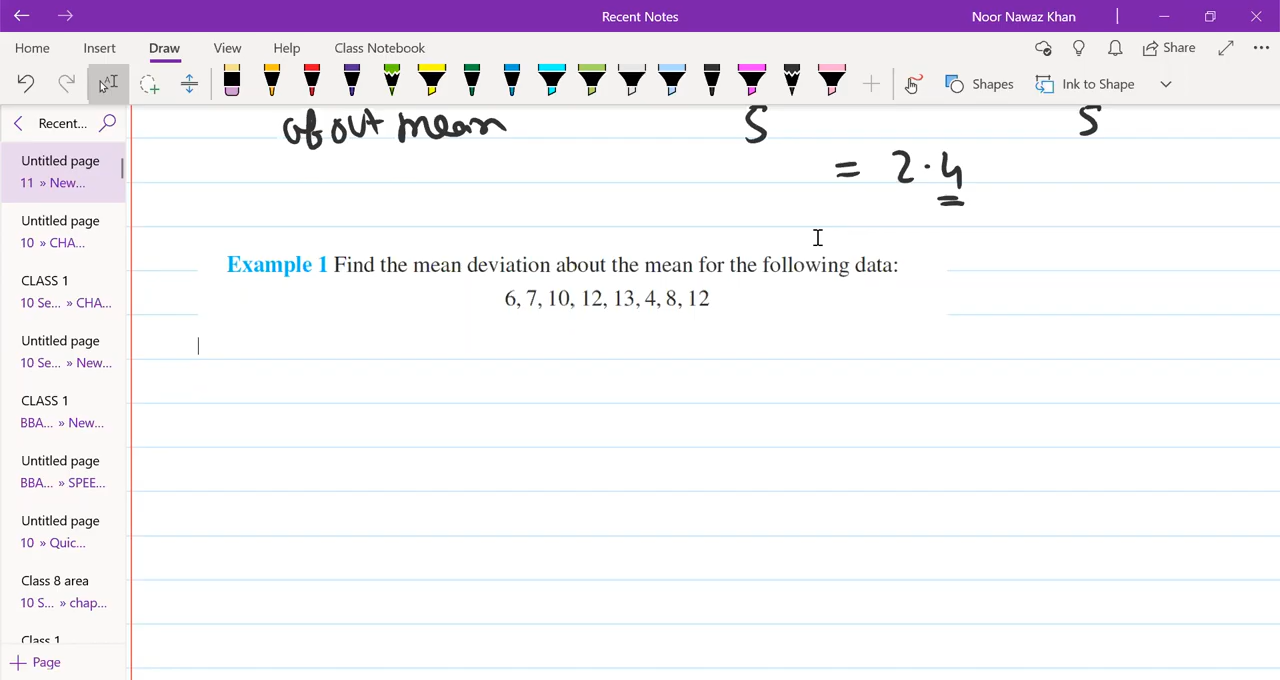 Recent Notes
Noor Nawaz Khan
Home Insert Draw View Help Class Notebook
Share
Shapes
Ink to Shape
Recent...
Untitled page
11 » New...
Untitled page
10 » CHA...
CLASS 1
10 Se... » CHA...
Untitled page
10 Se... » New...
CLASS 1
BBA... » New...
Untitled page
BBA... » SPEE...
Untitled page
10 » Quic...
Class 8 area
10 S... » chap...
Class 1
Page
mean 5 5
= 2.4
Example 1 Find the mean deviation about the mean for the following data:
6, 7, 10, 12, 13, 4, 8, 12